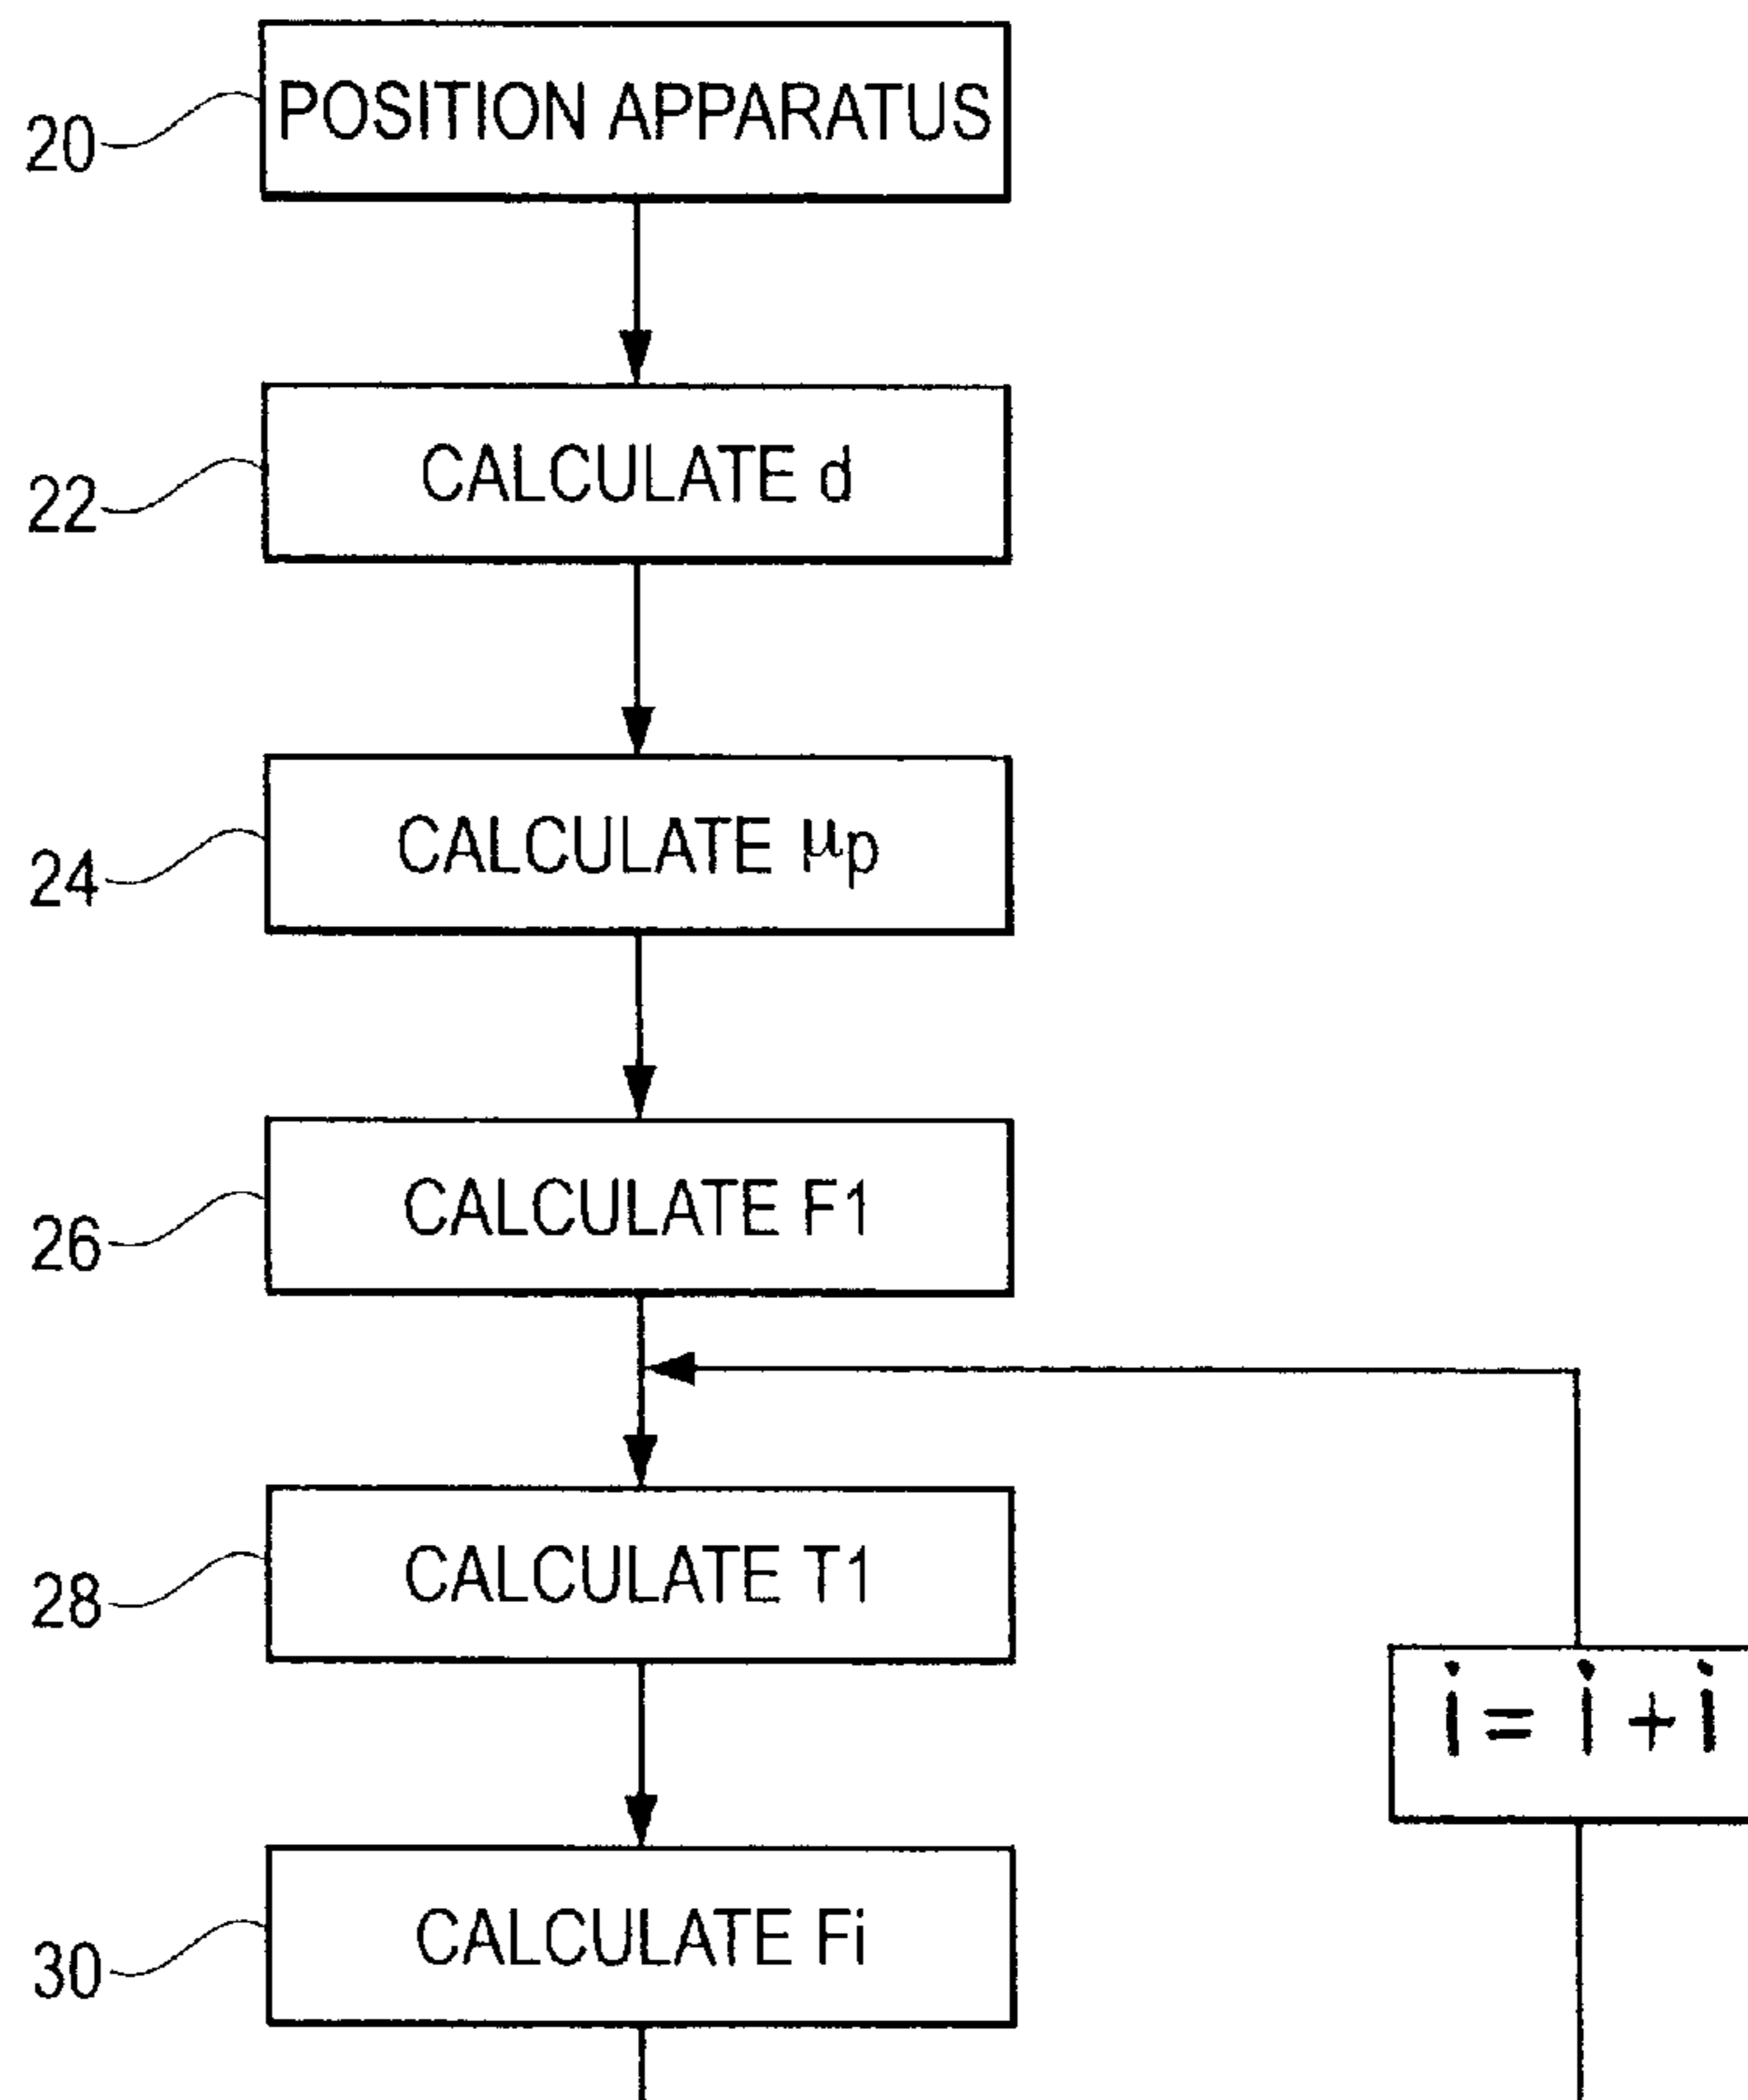 20 POSITION APPARATUS
22 CALCULATE d
24 CALCULATE μp
26 CALCULATE F1
28 CALCULATE T1
i = i + i
30 CALCULATE Fi